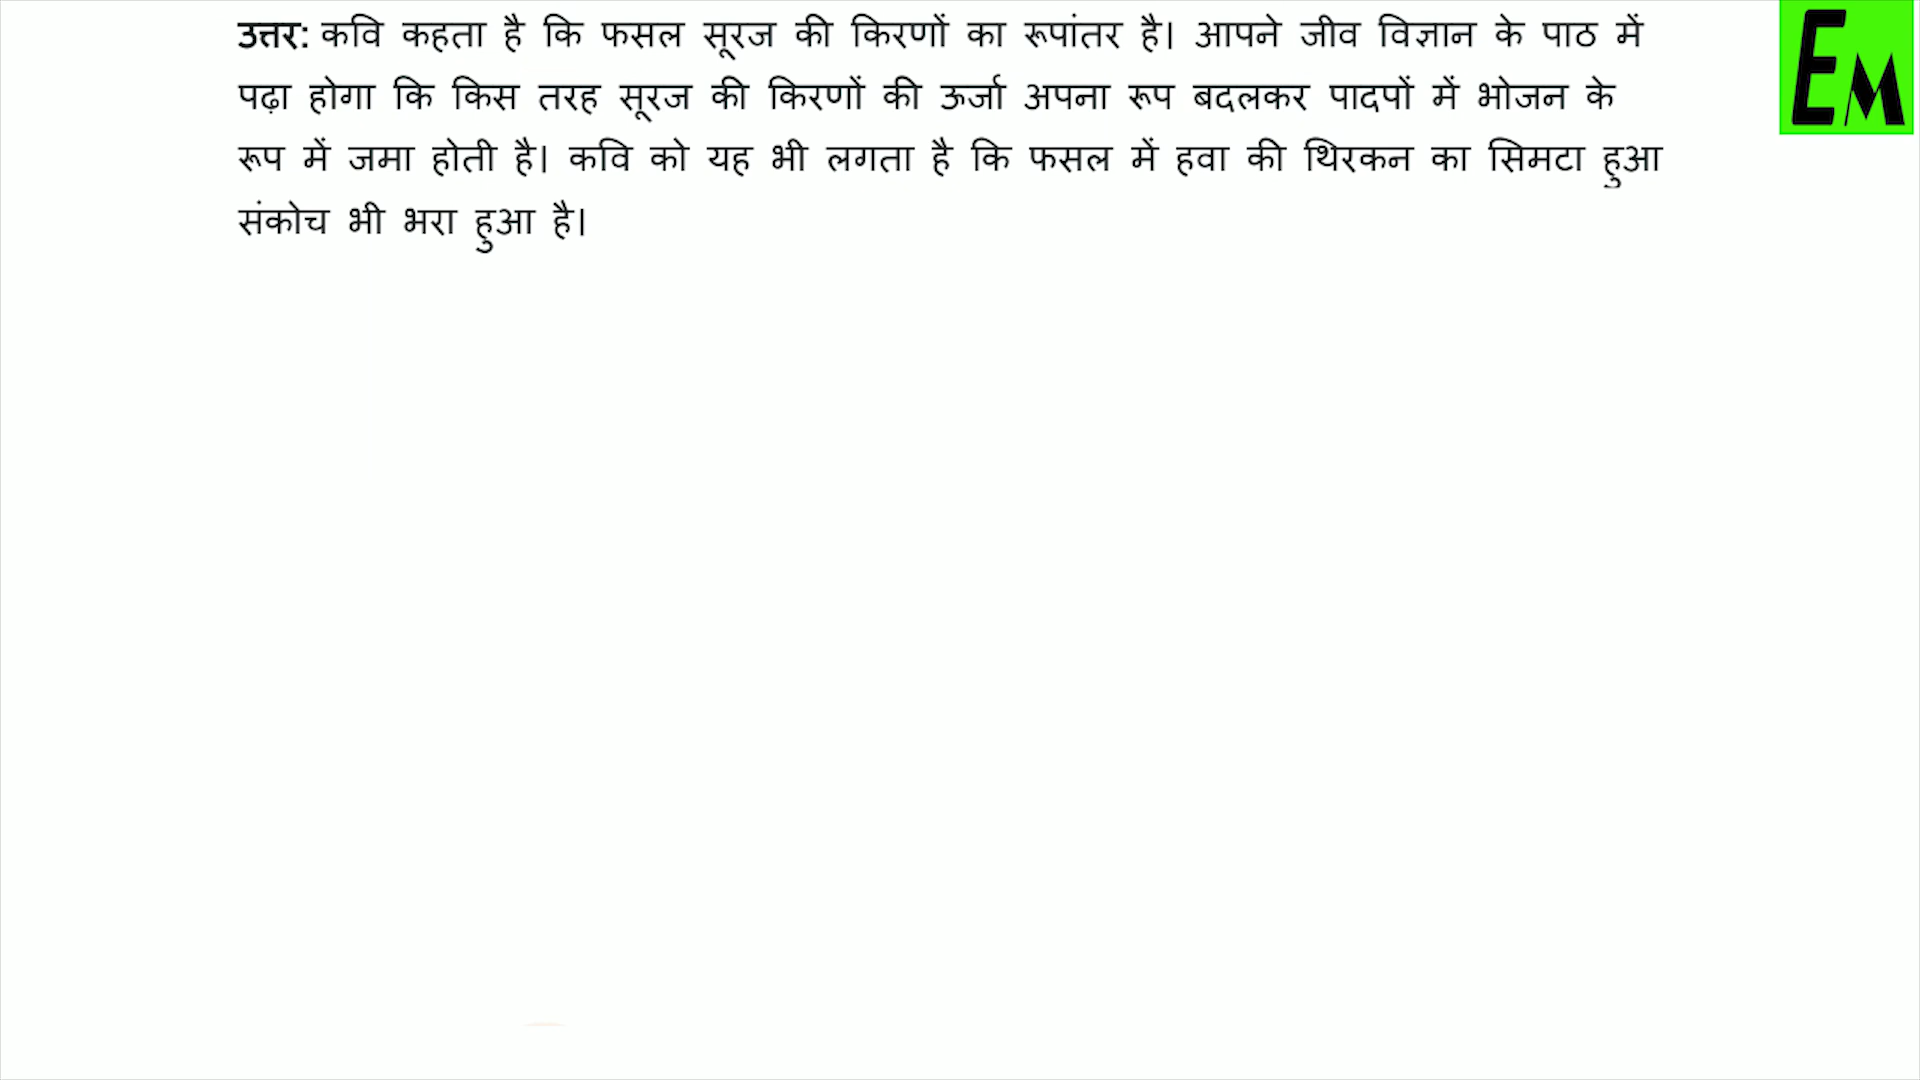 उत्तर: कवि कहता है कि फसल सूरज की किरणों का रूपांतर है। आपने जीव विज्ञान के पाठ में
पढ़ा होगा कि किस तरह सूरज की किरणों की ऊर्जा अपना रूप बदलकर पादपों में भोजन के
रूप में जमा होती है। कवि को यह भी लगता है कि फसल में हवा की थिरकन का सिमटा हुआ
संकोच भी भरा हुआ है।
EM